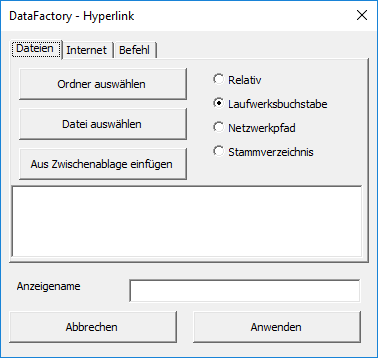 DataFactory - Hyperlink
Dateien Internet Befehl
Ordner auswählen
Datei auswählen
Aus Zwischenablage einfügen
Relativ
Laufwerksbuchstabe
Netzwerkpfad
Stammverzeichnis
Anzeigename
Abbrechen Anwenden